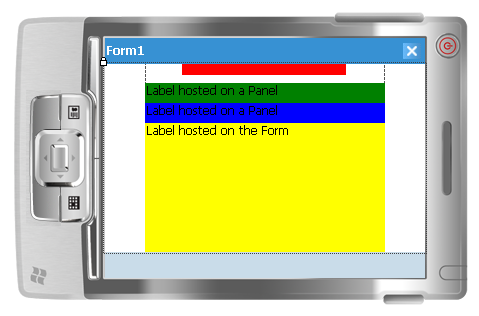 Form1
Label hosted on a Panel
Label hosted on a Panel
Label hosted on the Form